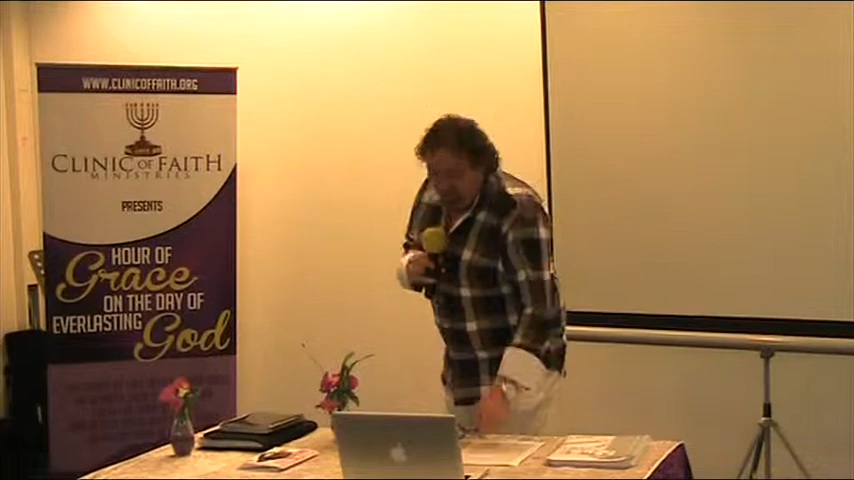 WWW.CLINICOFFAITH.ORG
CLINIC OF FAITH
MINISTRIES
PRESENTS
HOUR OF
Grace
ON THE DAY OF
EVERLASTING
God